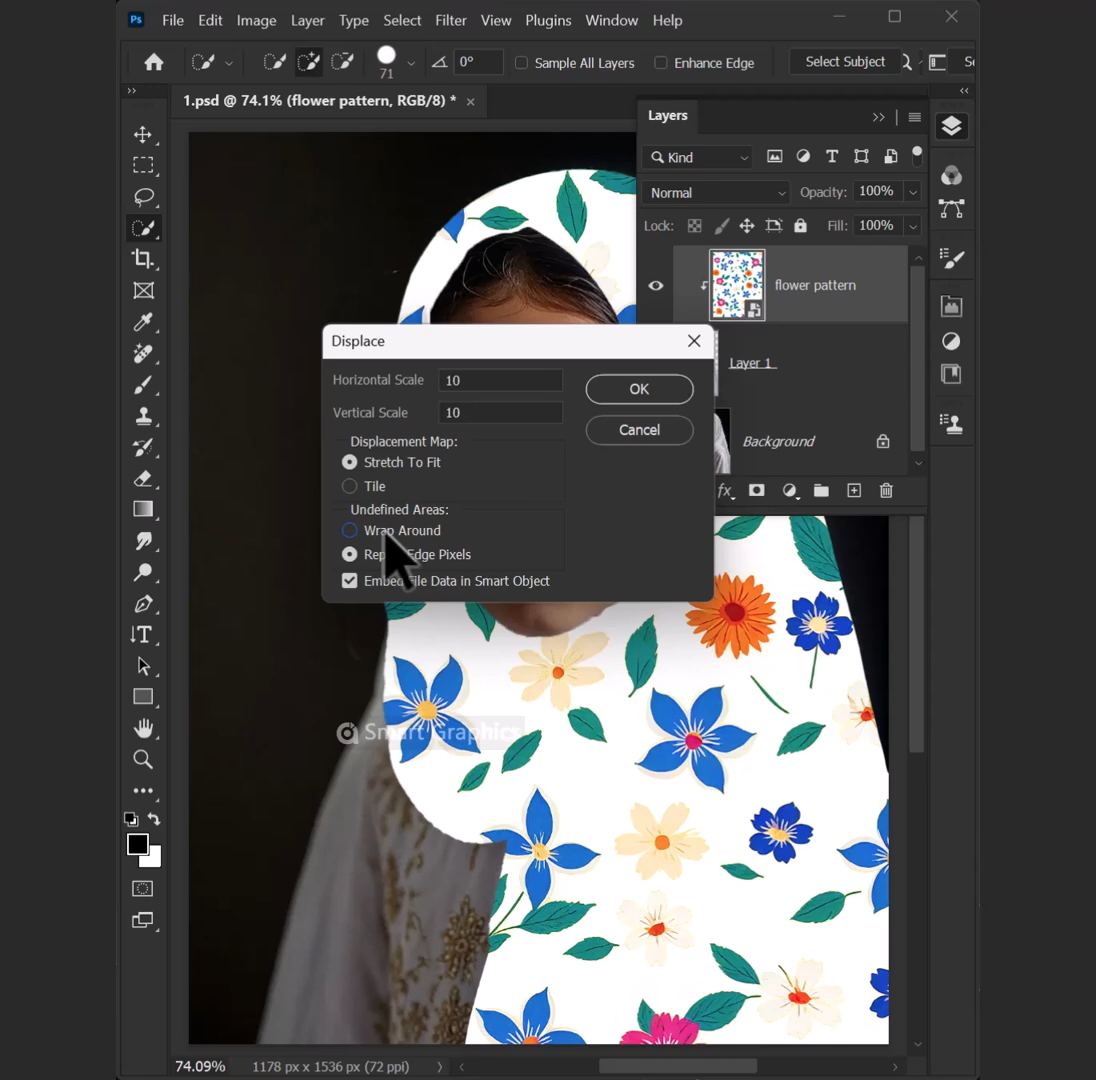 Ps File Edit Image Layer Type Select Filter View Plugins Window Help
71 0° Sample All Layers Enhance Edge Select Subject
1.psd @ 74.1% (flower pattern, RGB/8) * ×
Layers
Kind
Normal Opacity: 100%
Lock: Fill: 100%
flower pattern
Layer 1
Background
fx
Displace
Horizontal Scale 10
Vertical Scale 10
OK
Cancel
Displacement Map:
Stretch To Fit
Tile
Undefined Areas:
Wrap Around
Edge Pixels
File Data in Smart Object
Smart Graphics
74.09% 1178 px x 1536 px (72 ppi)